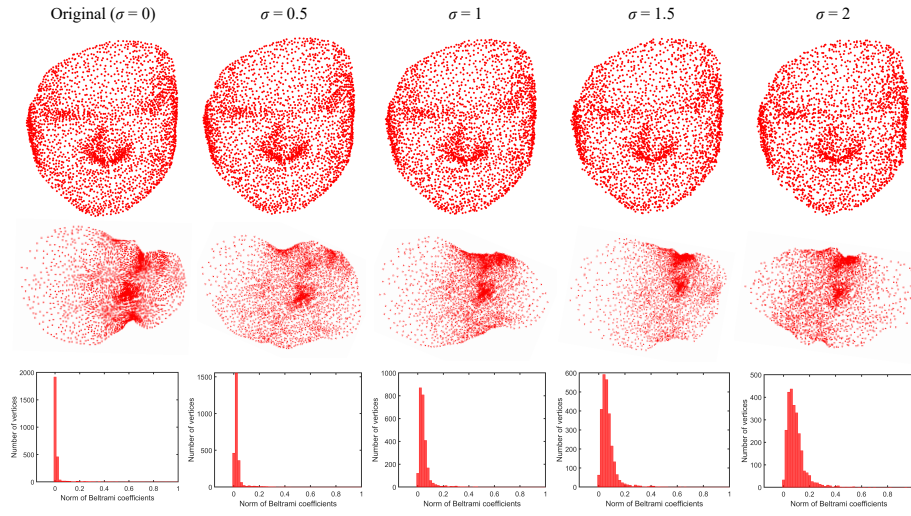 Original (σ = 0)
σ = 0.5
σ = 1
σ = 1.5
σ = 2
Number of vertices
2000
1500
1000
500
0
0 0.2 0.4 0.6 0.8 1
Norm of Beltrami coefficients
Number of vertices
1500
1000
500
0
0 0.2 0.4 0.6 0.8 1
Norm of Beltrami coefficients
Number of vertices
1000
800
600
400
200
0
0 0.2 0.4 0.6 0.8 1
Norm of Beltrami coefficients
Number of vertices
600
500
400
300
200
100
0
0 0.2 0.4 0.6 0.8 1
Norm of Beltrami coefficients
Number of vertices
500
400
300
200
100
0
0 0.2 0.4 0.6 0.8 1
Norm of Beltrami coefficients